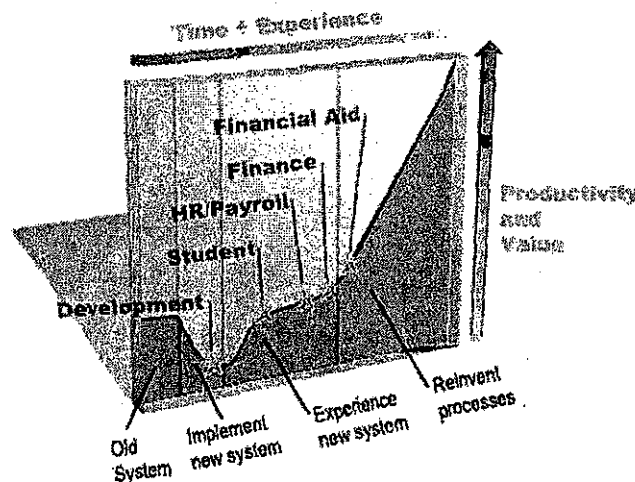 Time + Experience
Financial Aid
Finance
HR/Payroll
Student
Development
Productivity
and
Value
Old
System
Implement
new system
Experience
new system
Reinvent
processes